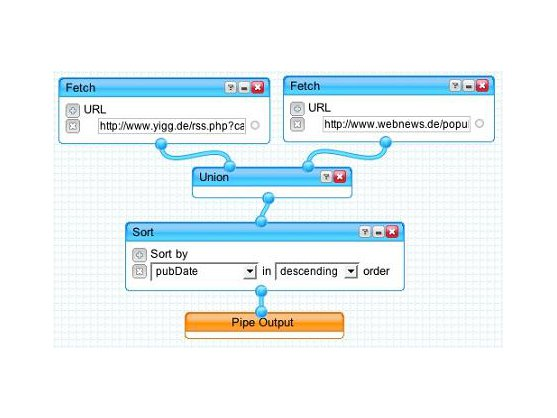 Fetch
URL
http://www.yigg.de/rss.php?ca
Fetch
URL
http://www.webnews.de/popu
Union
Sort
Sort by
pubDate in descending order
Pipe Output